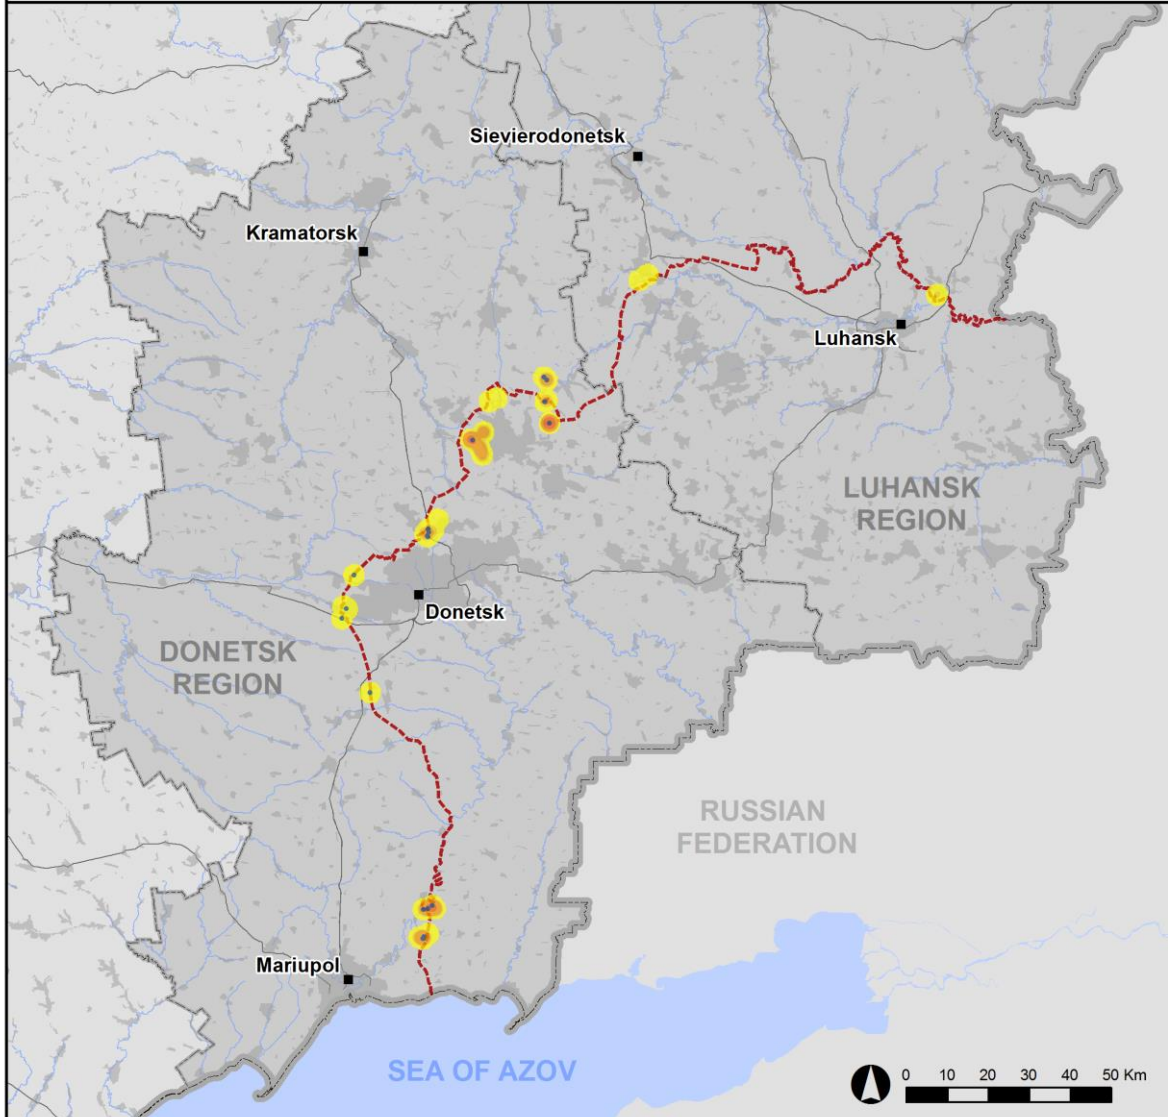 Sievierodonetsk
Kramatorsk
Luhansk
LUHANSK
REGION
Donetsk
DONETSK
REGION
RUSSIAN
FEDERATION
Mariupol
SEA OF AZOV
0 10 20 30 40 50 Km